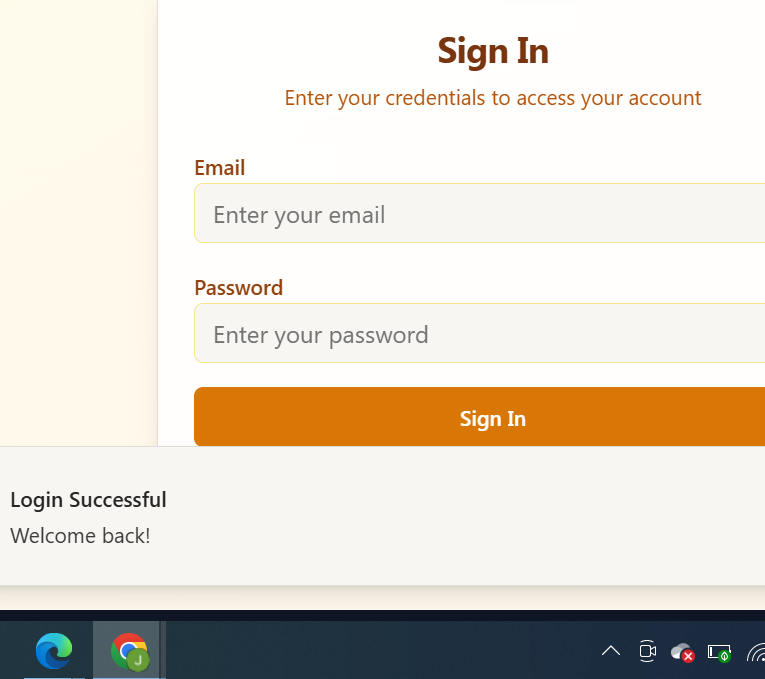 Sign In
Enter your credentials to access your account
Email
Enter your email
Password
Enter your password
Sign In
Login Successful
Welcome back!
J